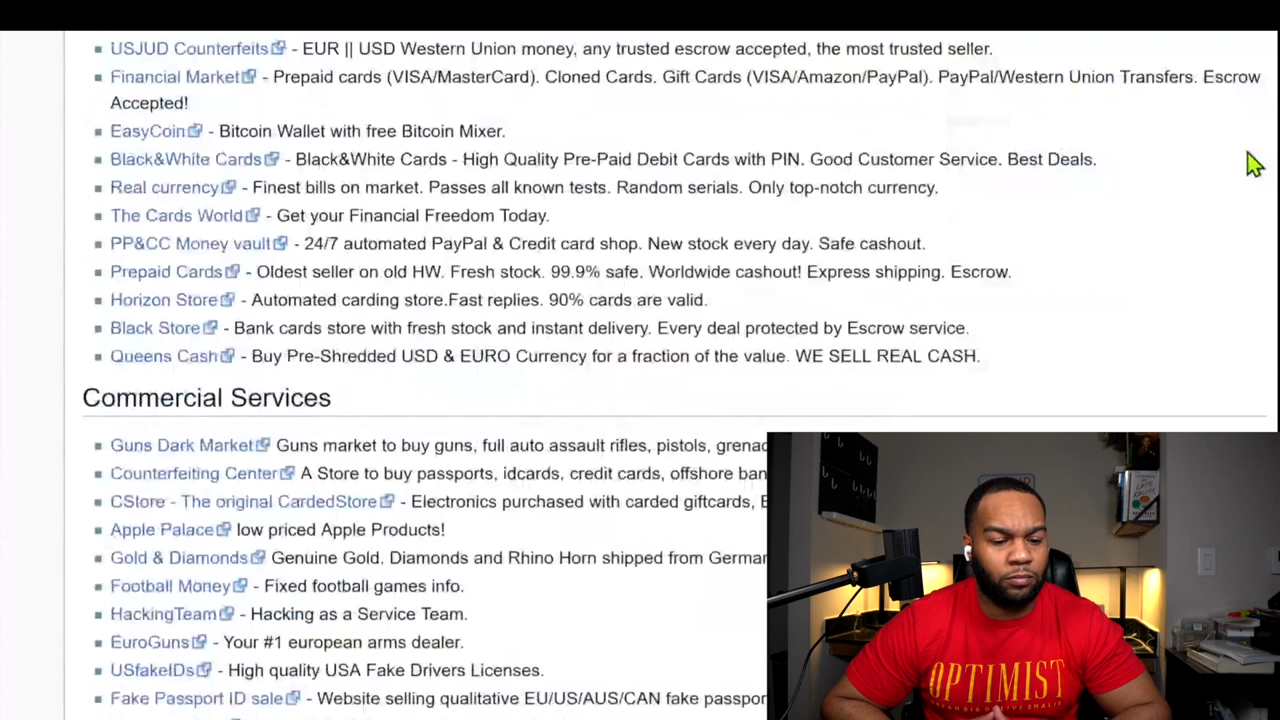 USJUD Counterfeits - EUR || USD Western Union money, any trusted escrow accepted, the most trusted seller.
Financial Market - Prepaid cards (VISA/MasterCard). Cloned Cards. Gift Cards (VISA/Amazon/PayPal). PayPal/Western Union Transfers. Escrow
Accepted!
EasyCoin - Bitcoin Wallet with free Bitcoin Mixer.
Black&White Cards - Black&White Cards - High Quality Pre-Paid Debit Cards with PIN. Good Customer Service. Best Deals.
Real currency - Finest bills on market. Passes all known tests. Random serials. Only top-notch currency.
The Cards World - Get your Financial Freedom Today.
PP&CC Money vault - 24/7 automated PayPal & Credit card shop. New stock every day. Safe cashout.
Prepaid Cards - Oldest seller on old HW. Fresh stock. 99.9% safe. Worldwide cashout! Express shipping. Escrow.
Horizon Store - Automated carding store.Fast replies. 90% cards are valid.
Black Store - Bank cards store with fresh stock and instant delivery. Every deal protected by Escrow service.
Queens Cash - Buy Pre-Shredded USD & EURO Currency for a fraction of the value. WE SELL REAL CASH.
Commercial Services
Guns Dark Market Guns market to buy guns, full auto assault rifles, pistols, grenac
Counterfeiting Center A Store to buy passports, idcards, credit cards, offshore ban
CStore - The original CardedStore - Electronics purchased with carded giftcards, E
Apple Palace low priced Apple Products!
Gold & Diamonds Genuine Gold, Diamonds and Rhino Horn shipped from German
Football Money - Fixed football games info.
HackingTeam - Hacking as a Service Team.
EuroGuns - Your #1 european arms dealer.
USfakeIDs - High quality USA Fake Drivers Licenses.
Fake Passport ID sale - Website selling qualitative EU/US/AUS/CAN fake passpor
OPTIMIST